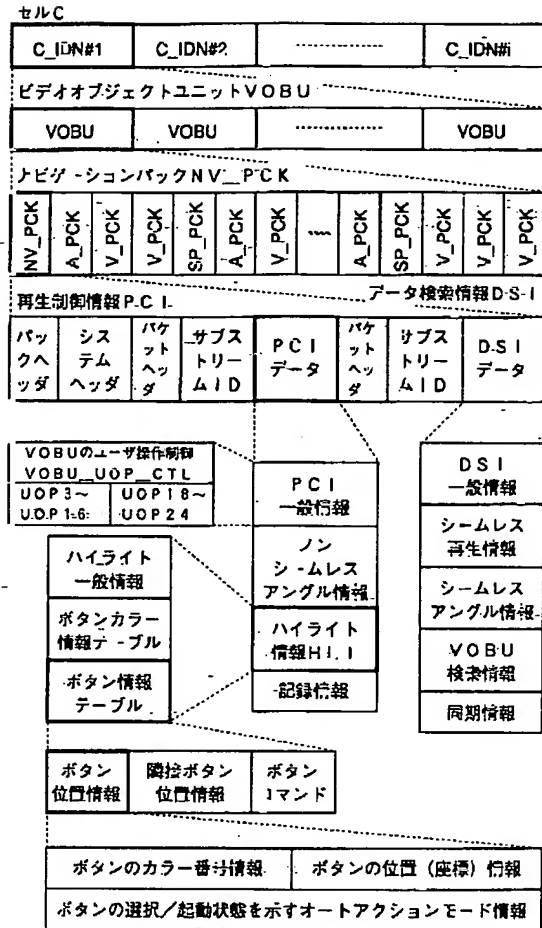 セルC
C_IDN#1 C_IDN#2 C_IDN#i
ビデオオブジェクトユニットVOBU
VOBU VOBU VOBU
ナビゲーションパックNV_PCK
NV_PCK A_PCK V_PCK V_PCK SP_PCK A_PCK V_PCK A_PCK SP_PCK V_PCK V_PCK V_PCK
再生制御情報PCI データ検索情報DSI
パックヘッダ システムヘッダ パケットヘッダ サブストリームID PCIデータ パケットヘッダ サブストリームID DSIデータ
VOBUのユーザ操作制御
VOBU_UOP_CTL
UOP3~ UOP18~
UOP16 UOP24
PCI
一般情報
ノン
シームレス
アングル情報
ハイライト
情報HLI
記録情報
DSI
一般情報
シームレス
再生情報
シームレス
アングル情報
VOBU
検索情報
同期情報
ハイライト
一般情報
ボタンカラー
情報テーブル
ボタン情報
テーブル
ボタン 隣接ボタン ボタン
位置情報 位置情報 コマンド
ボタンのカラー番号情報 ボタンの位置(座標)情報
ボタンの選択/起動状態を示すオートアクションモード情報